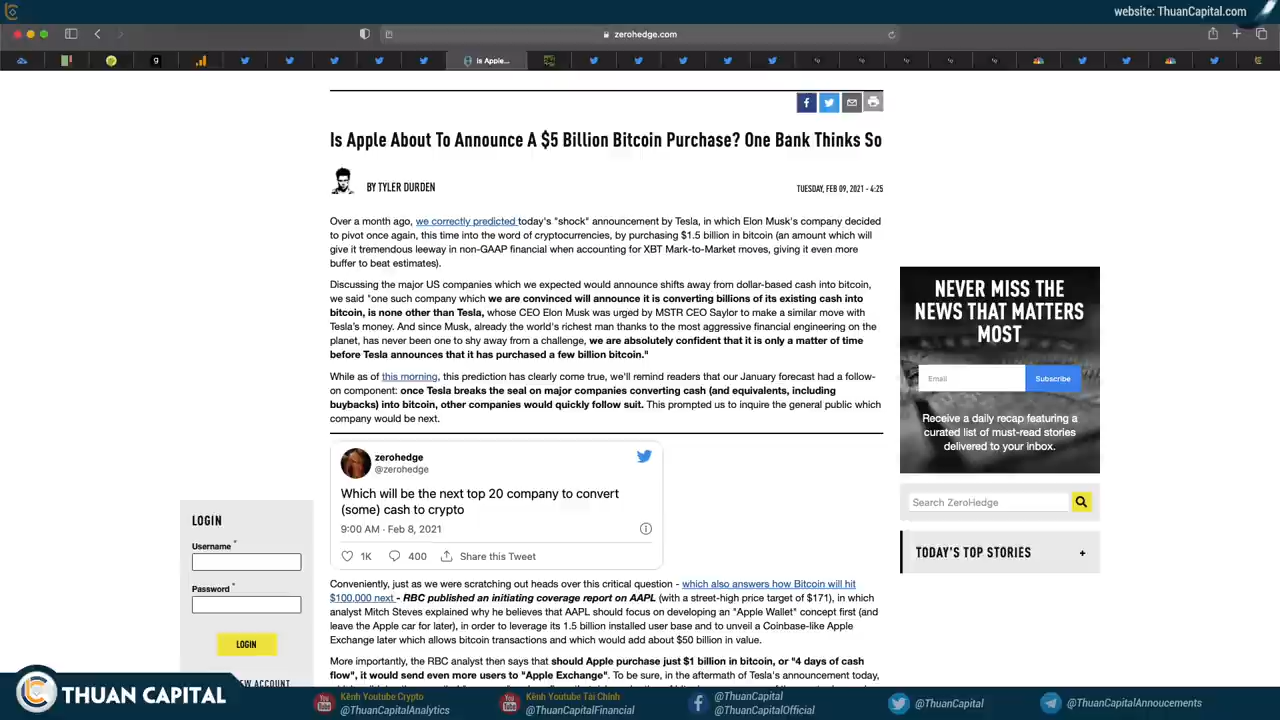 website: ThuanCapital.com
zerohedge.com
Is Apple...
Is Apple About To Announce A $5 Billion Bitcoin Purchase? One Bank Thinks So
BY TYLER DURDEN
TUESDAY, FEB 09, 2021 - 4:25
Over a month ago, we correctly predicted today's "shock" announcement by Tesla, in which Elon Musk's company decided
to pivot once again, this time into the word of cryptocurrencies, by purchasing $1.5 billion in bitcoin (an amount which will
give it tremendous leeway in non-GAAP financial when accounting for XBT Mark-to-Market moves, giving it even more
buffer to beat estimates).
Discussing the major US companies which we expected would announce shifts away from dollar-based cash into bitcoin,
we said "one such company which we are convinced will announce it is converting billions of its existing cash into
bitcoin, is none other than Tesla, whose CEO Elon Musk was urged by MSTR CEO Saylor to make a similar move with
Tesla's money. And since Musk, already the world's richest man thanks to the most aggressive financial engineering on the
planet, has never been one to shy away from a challenge, we are absolutely confident that it is only a matter of time
before Tesla announces that it has purchased a few billion bitcoin."
While as of this morning, this prediction has clearly come true, we'll remind readers that our January forecast had a follow-
on component: once Tesla breaks the seal on major companies converting cash (and equivalents, including
buybacks) into bitcoin, other companies would quickly follow suit. This prompted us to inquire the general public which
company would be next.
zerohedge
@zerohedge
Which will be the next top 20 company to convert
(some) cash to crypto
9:00 AM · Feb 8, 2021
1K 400 Share this Tweet
Conveniently, just as we were scratching out heads over this critical question - which also answers how Bitcoin will hit
$100,000 next - RBC published an initiating coverage report on AAPL (with a street-high price target of $171), in which
analyst Mitch Steves explained why he believes that AAPL should focus on developing an "Apple Wallet" concept first (and
leave the Apple car for later), in order to leverage its 1.5 billion installed user base and to unveil a Coinbase-like Apple
Exchange later which allows bitcoin transactions and which would add about $50 billion in value.
More importantly, the RBC analyst then says that should Apple purchase just $1 billion in bitcoin, or "4 days of cash
flow", it would send even more users to "Apple Exchange". To be sure, in the aftermath of Tesla's announcement today,
NEVER MISS THE
NEWS THAT MATTERS
MOST
Email
Subscribe
Receive a daily recap featuring a
curated list of must-read stories
delivered to your inbox.
Search ZeroHedge
TODAY'S TOP STORIES +
LOGIN
Username *
Password *
LOGIN
EW ACCOUNT
THUAN CAPITAL
Kênh Youtube Crypto
@ThuanCapitalAnalytics
Kênh Youtube Tài Chính
@ThuanCapitalFinancial
@ThuanCapital
@ThuanCapitalOfficial
@ThuanCapital
@ThuanCapitalAnnoucements